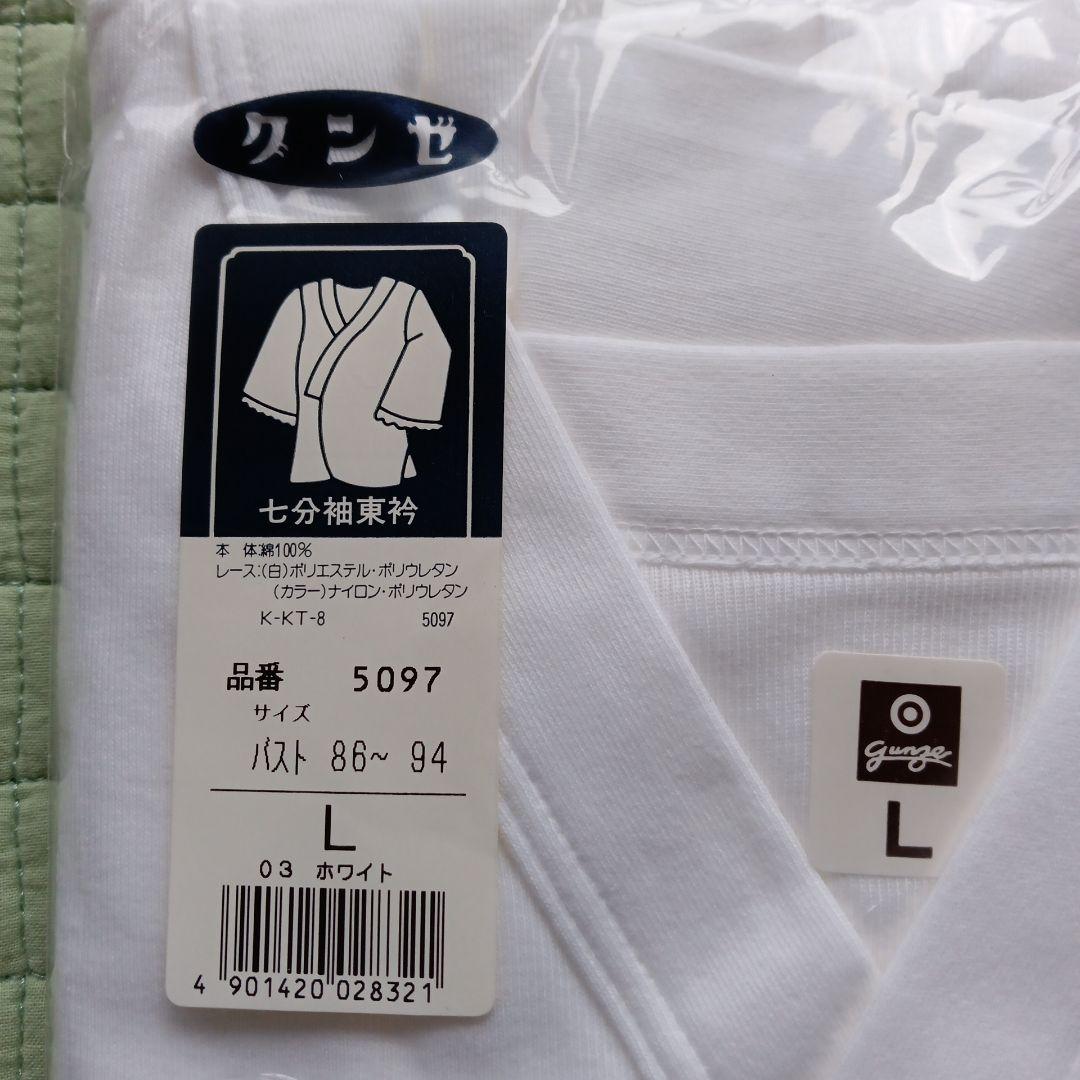 グンゼ
七分袖東衿
本 体:綿100%
レース:(白)ポリエステル・ポリウレタン
(カラー)ナイロン・ポリウレタン
K-KT-8 5097
品番 5097
サイズ
バスト 86~94
L
03 ホワイト
4 901420 028321
gunze
L